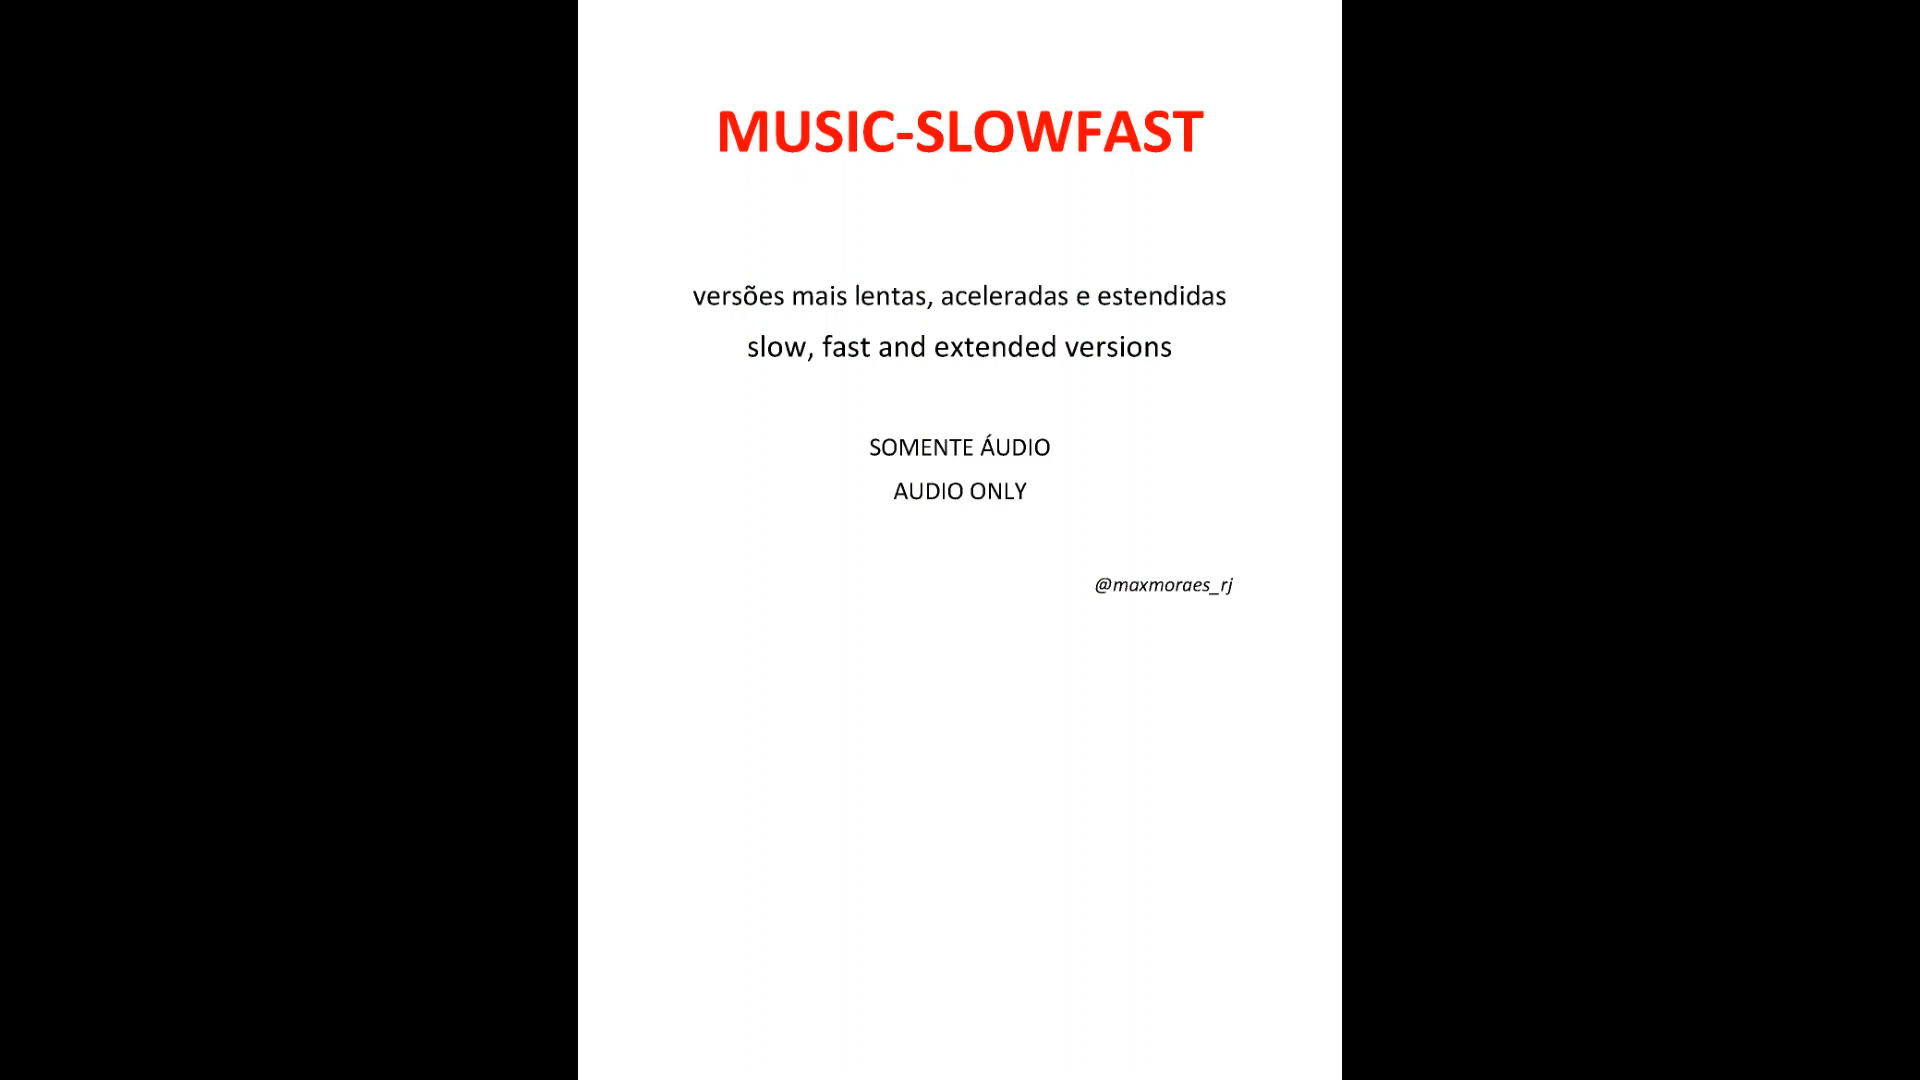 MUSIC-SLOWFAST
versões mais lentas, aceleradas e estendidas
slow, fast and extended versions
SOMENTE ÁUDIO
AUDIO ONLY
@maxmoraes_rj